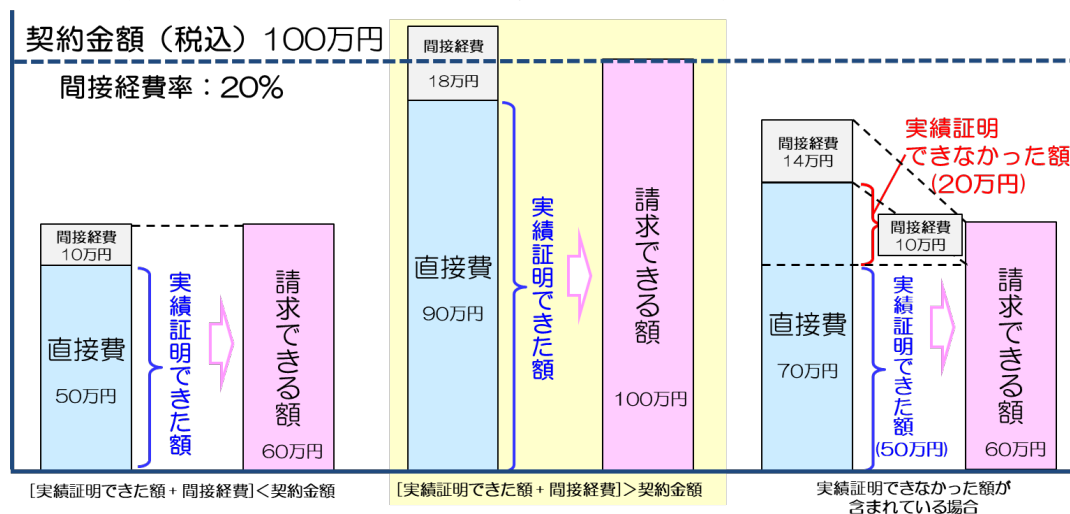 契約金額（税込）100万円
間接経費率：20%
間接経費
10万円
直接費
50万円
実績証明できた額
請求できる額
60万円
[実績証明できた額＋間接経費]＜契約金額
間接経費
18万円
直接費
90万円
実績証明できた額
請求できる額
100万円
[実績証明できた額＋間接経費]＞契約金額
間接経費
14万円
直接費
70万円
実績証明
できなかった額
(20万円)
間接経費
10万円
実績証明できた額
(50万円)
請求できる額
60万円
実績証明できなかった額が
含まれている場合